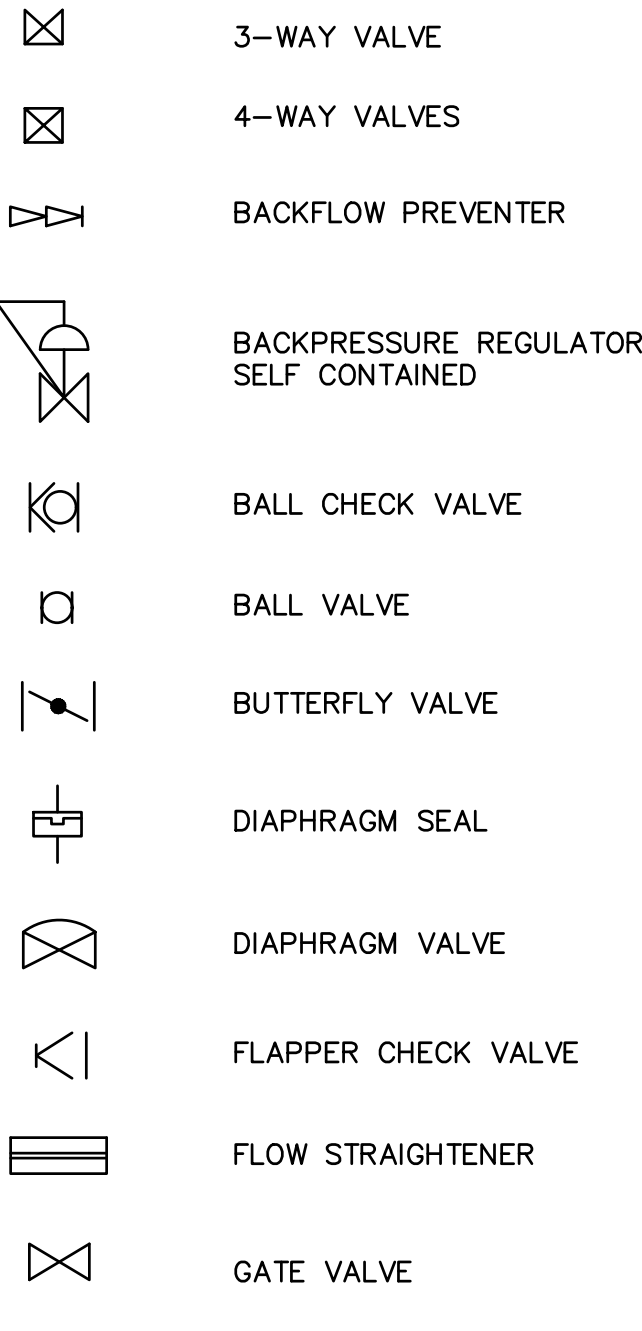 3-WAY VALVE
4-WAY VALVES
BACKFLOW PREVENTER
BACKPRESSURE REGULATOR
SELF CONTAINED
BALL CHECK VALVE
BALL VALVE
BUTTERFLY VALVE
DIAPHRAGM SEAL
DIAPHRAGM VALVE
FLAPPER CHECK VALVE
FLOW STRAIGHTENER
GATE VALVE